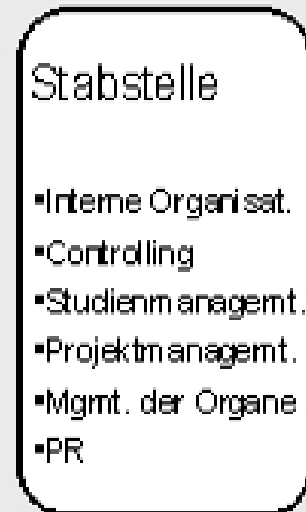 Stabstelle
▪Interne Organisat.
▪Controlling
▪Studienmanagemt.
▪Projektmanagemt.
▪Mgmt. der Organe
▪PR